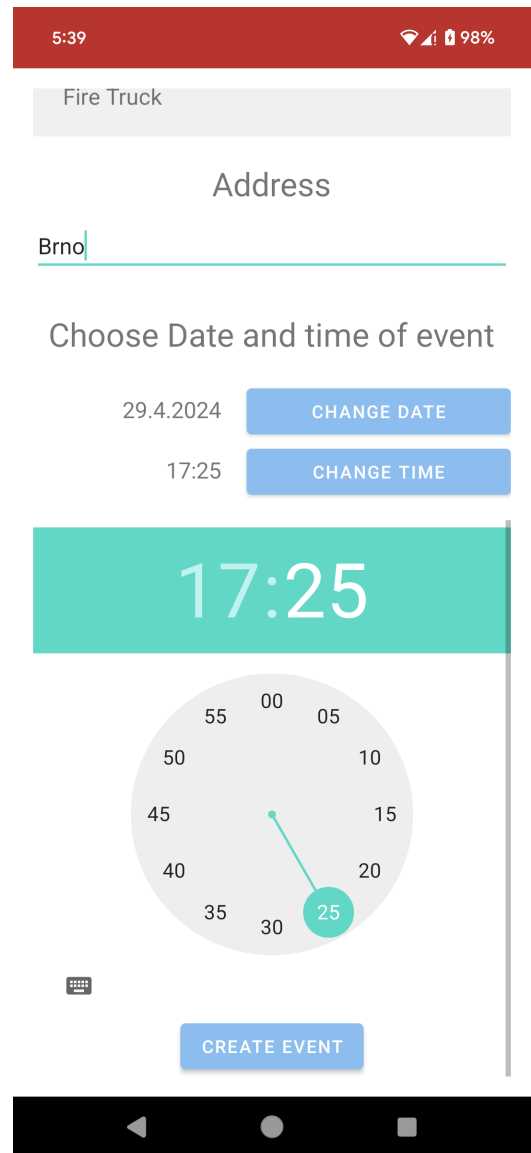 5:39 98%
Fire Truck
Address
Brno
Choose Date and time of event
29.4.2024 CHANGE DATE
17:25 CHANGE TIME
17:25
00
55 05
50 10
45 15
40 20
35 25
30
CREATE EVENT